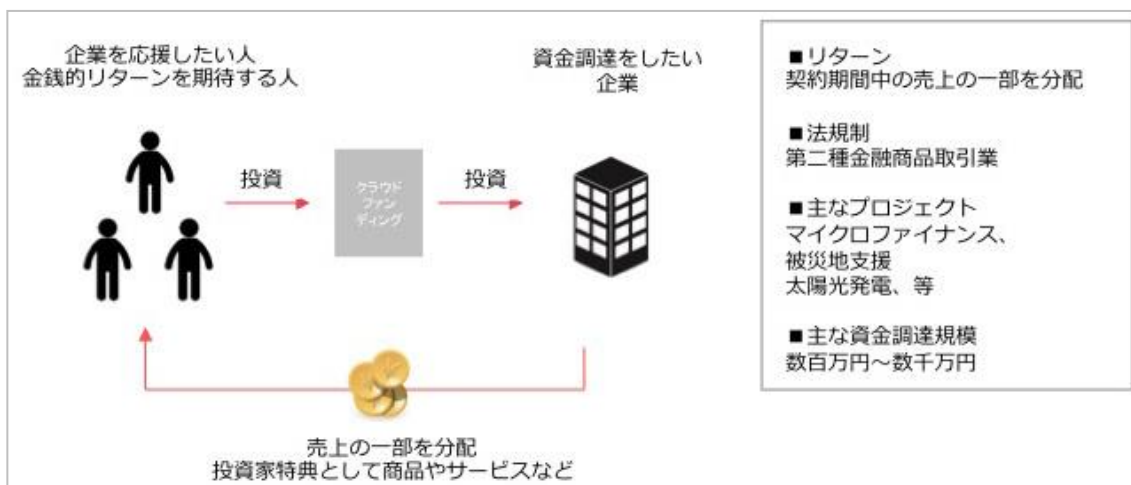 企業を応援したい人
金銭的リターンを期待する人
投資
クラウド
ファン
ディング
投資
資金調達をしたい
企業
売上の一部を分配
投資家特典として商品やサービスなど
■リターン
契約期間中の売上の一部を分配
■法規制
第二種金融商品取引業
■主なプロジェクト
マイクロファイナンス、
被災地支援
太陽光発電、等
■主な資金調達規模
数百万円～数千万円